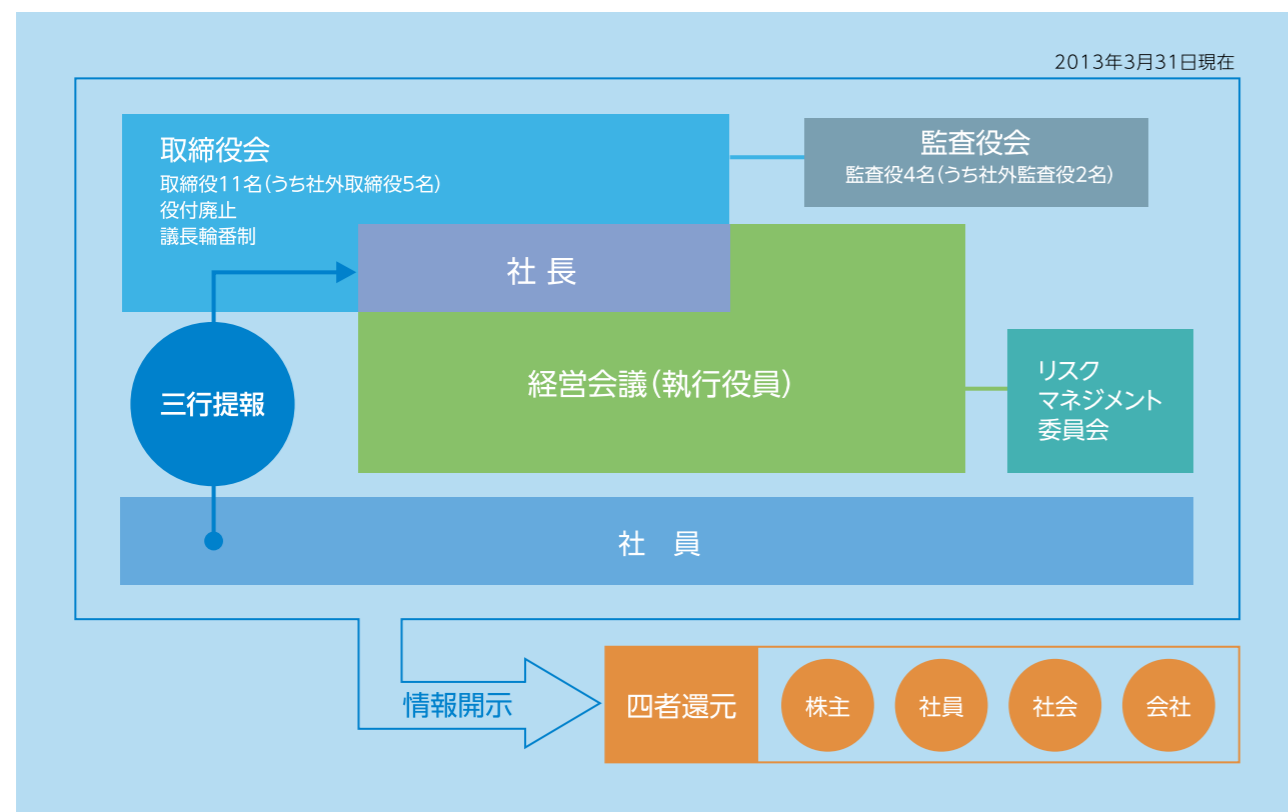 2013年3月31日現在
取締役会
取締役11名(うち社外取締役5名)
役付廃止
議長輪番制
監査役会
監査役4名(うち社外監査役2名)
社 長
経営会議(執行役員)
リスク
マネジメント
委員会
三行提報
社 員
情報開示
四者還元
株主
社員
社会
会社